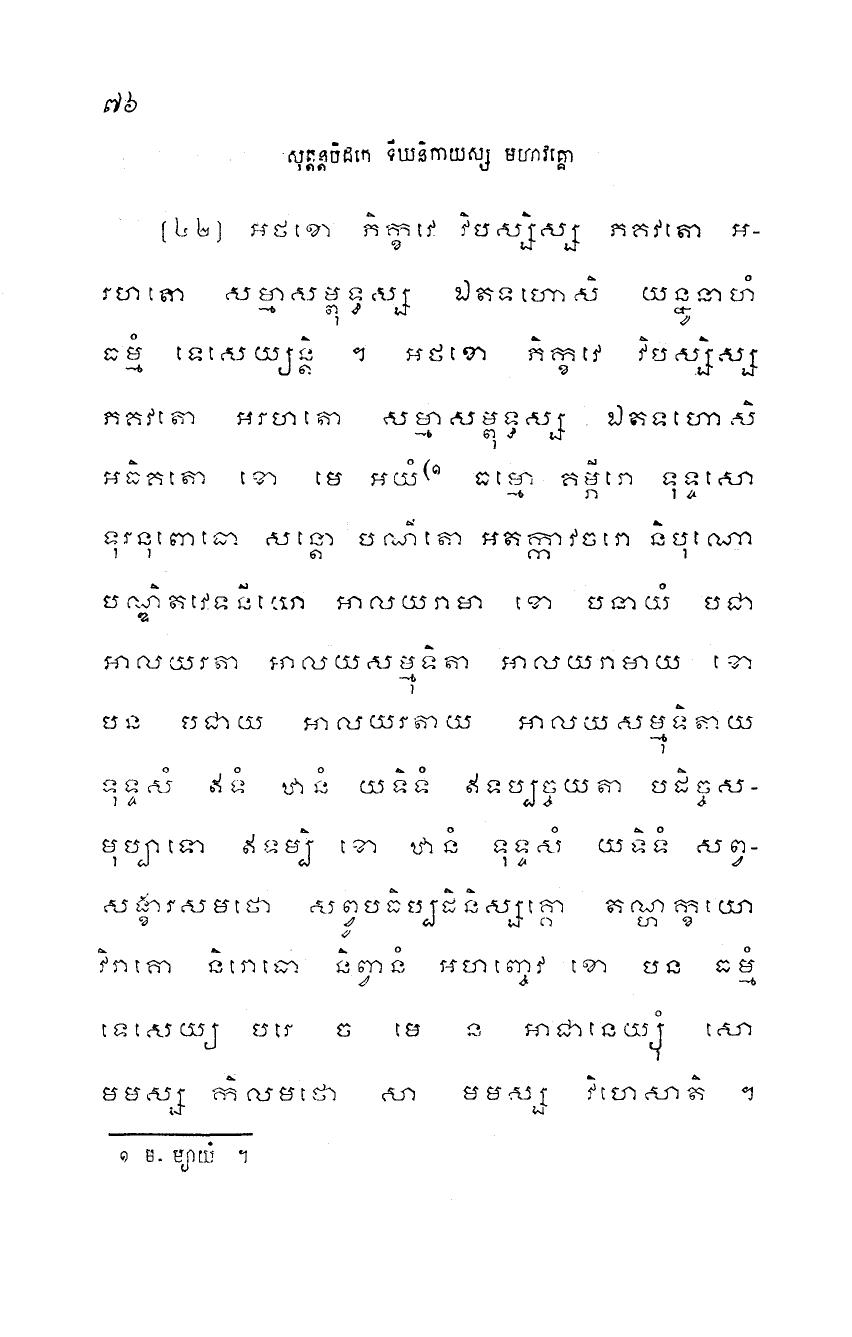 ៧៦
សុត្តន្តបិដកេ ទីឃនិកាយស្ស មហាវគ្គោ
[៤២] អថខោ ភិក្ខវេ វិបស្សិស្ស ភគវតោ អ-
រហតោ សម្មាសម្ពុទ្ធស្ស ឯតទហោសិ យន្នូនាហំ
ធម្មំ ទេសេយ្យន្តិ ។ អថខោ ភិក្ខវេ វិបស្សិស្ស
ភគវតោ អរហតោ សម្មាសម្ពុទ្ធស្ស ឯតទហោសិ
អធិគតោ ខោ មេ អយំ(១ ធម្មោ គម្ភីរោ ទុទ្ទសោ
ទុរនុពោធោ សន្តោ បណីតោ អតក្កាវចរោ និបុណោ
បណ្ឌិតវេទនីយោ អាលយរាមា ខោ បនាយំ បជា
អាលយរតា អាលយសម្មុទិតា អាលយរាមាយ ខោ
បន បជាយ អាលយរតាយ អាលយសម្មុទិតាយ
ទុទ្ទសំ ឥទំ ឋានំ យទិទំ ឥទប្បច្ចយតា បដិច្ចស-
មុប្បាទោ ឥទម្បិ ខោ ឋានំ ទុទ្ទសំ យទិទំ សព្វ-
សង្ខារសមថោ សព្វូបធិប្បដិនិស្សគ្គោ តណ្ហក្ខយោ
វិរាគោ និរោធោ និព្វានំ អហញ្ចេវ ខោ បន ធម្មំ
ទេសេយ្យ បរេ ច មេ ន អាជានេយ្យុំ សោ
មមស្ស កិលមថោ សា មមស្ស វិហេសាតិ ។
១ ម. ម្យាយំ ។